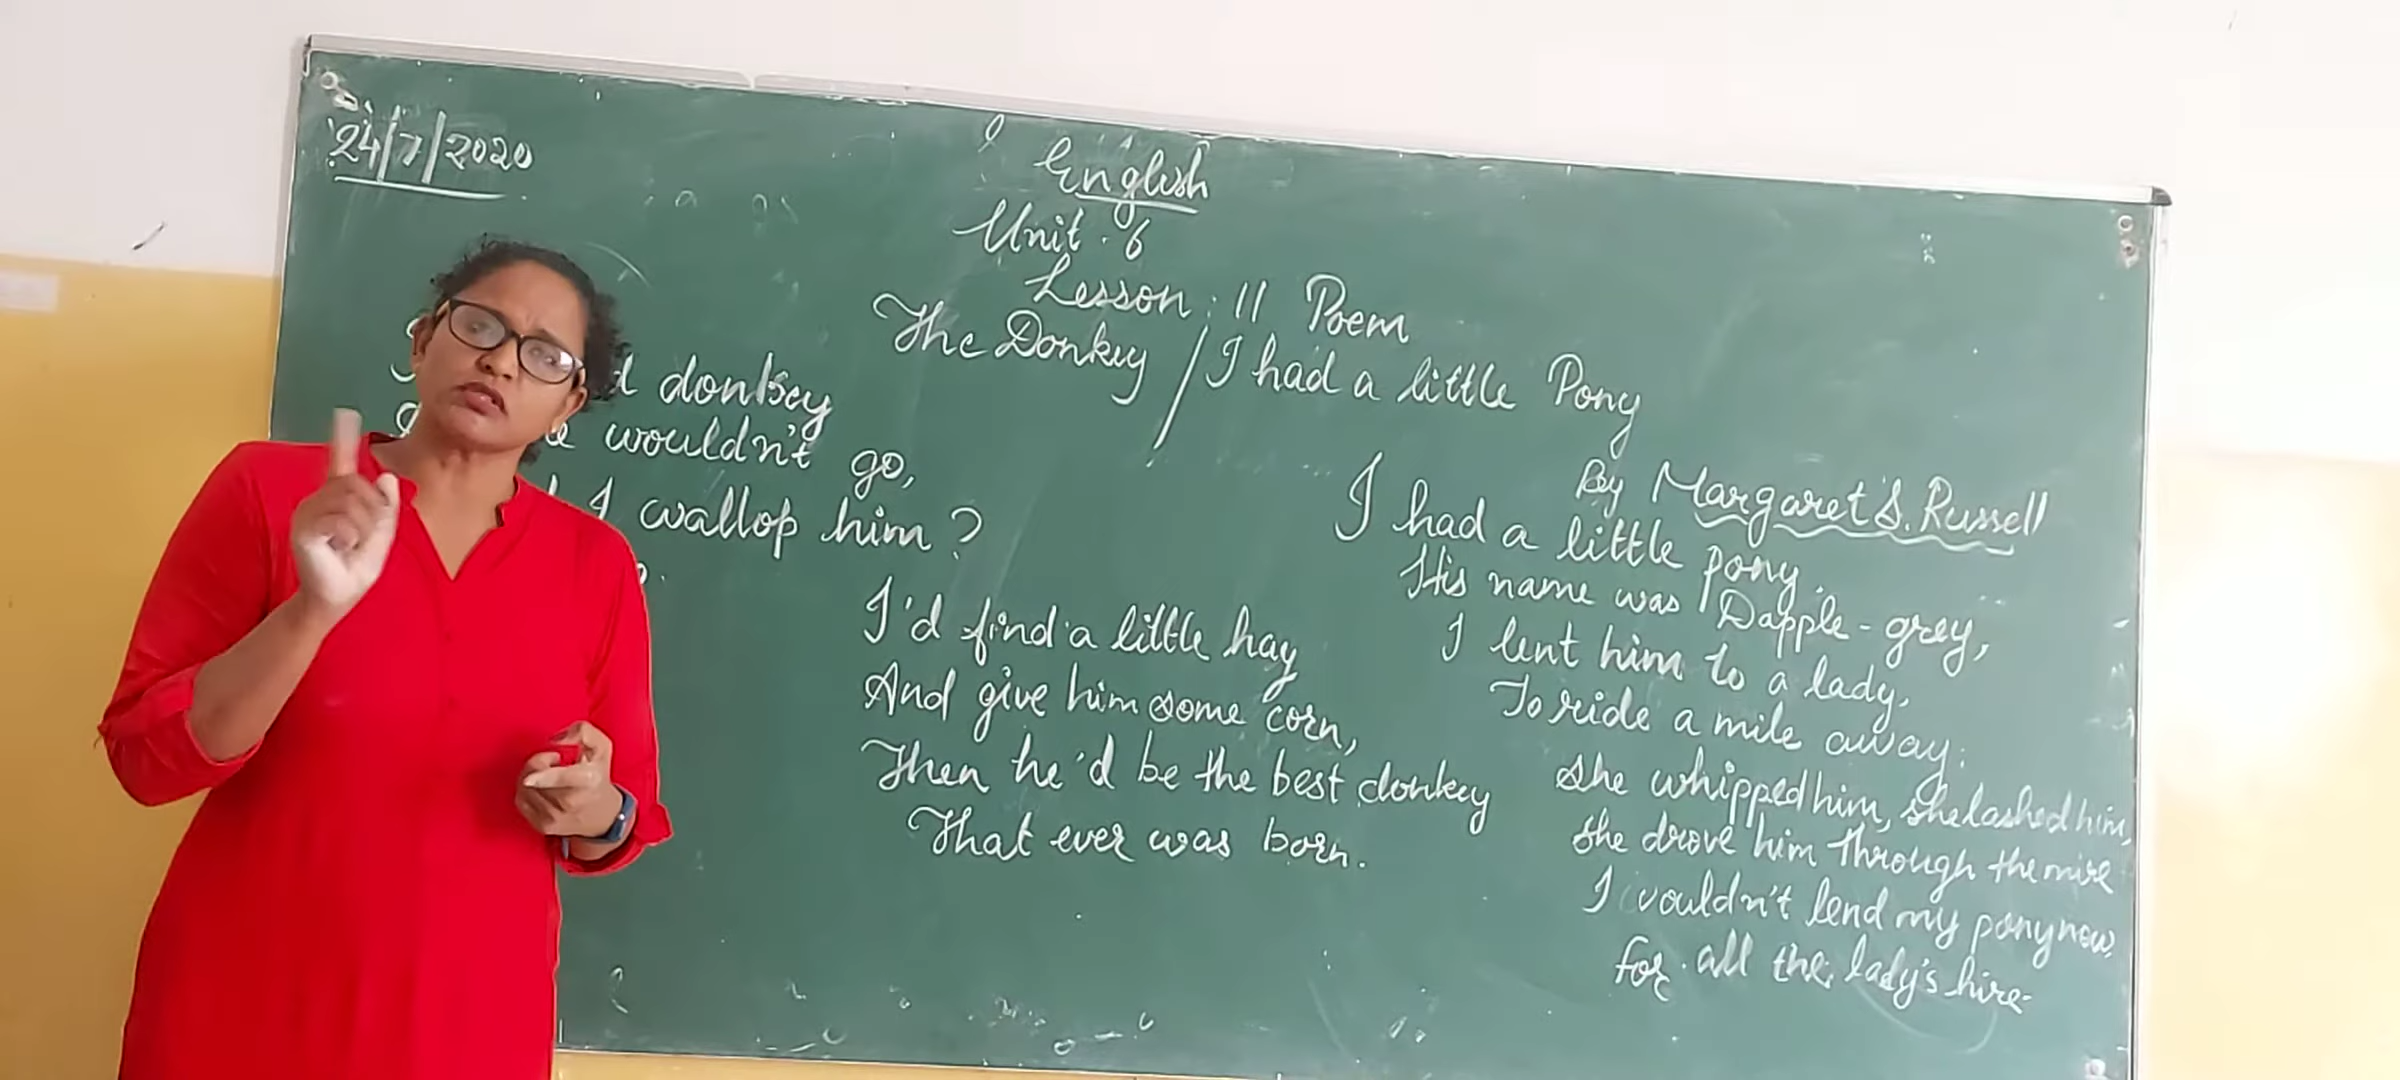 24/7/2020
English
Unit. 6
Lesson : 11 Poem
The Donkey / I had a little Pony
donkey
wouldn't go,
I wallop him ?
I'd find a little hay
And give him some corn,
Then he'd be the best donkey
That ever was born.
By Margaret S. Russell
I had a little pony.
His name was Dapple-grey,
I lent him to a lady,
To ride a mile away:
She whipped him, she lashed him,
She drove him through the mire
I wouldn't lend my pony now,
for all the lady's hire.